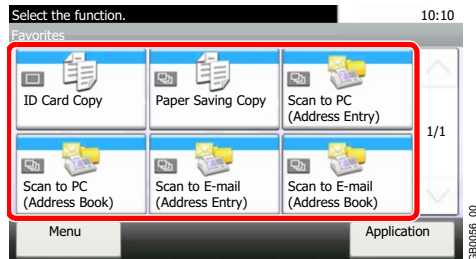 Select the function.
10:10
Favorites
ID Card Copy
Paper Saving Copy
Scan to PC
(Address Entry)
1/1
Scan to PC
(Address Book)
Scan to E-mail
(Address Entry)
Scan to E-mail
(Address Book)
Menu
Application
GB0056_00